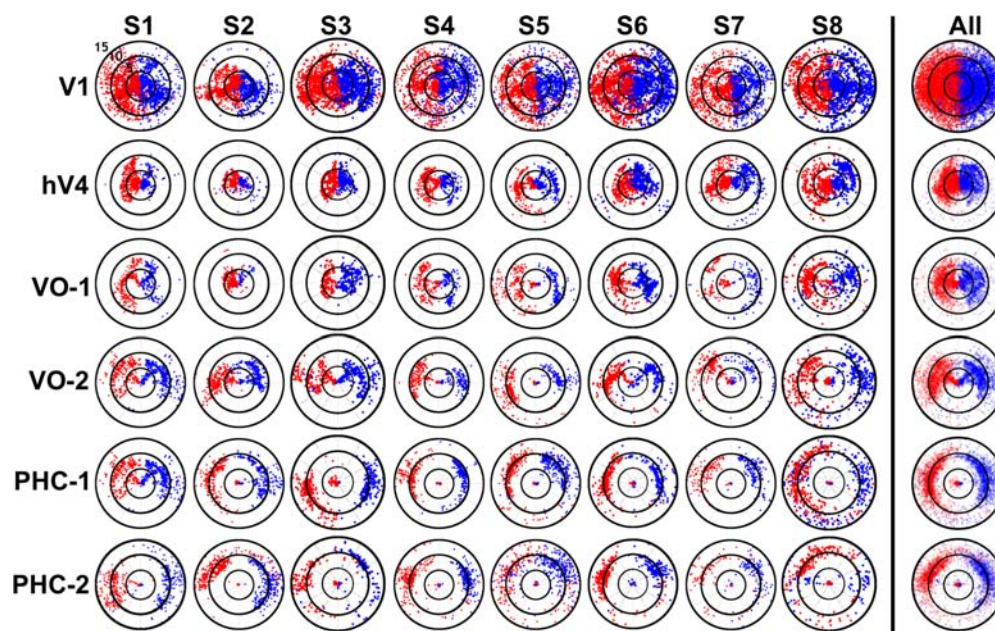 S1 S2 S3 S4 S5 S6 S7 S8 All
15
10
V1
hV4
VO-1
VO-2
PHC-1
PHC-2